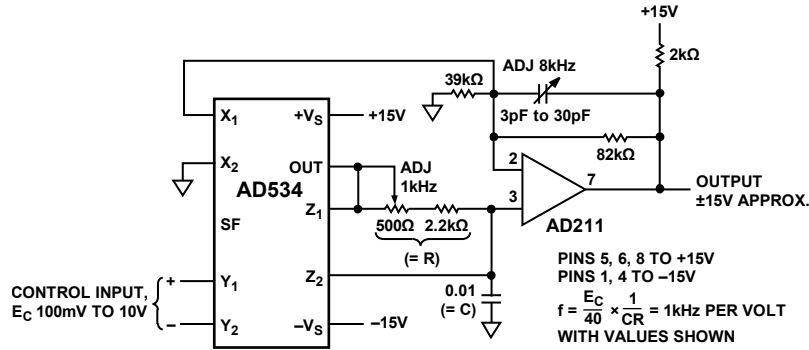 +15V
2kΩ
ADJ 8kHz
39kΩ
3pF to 30pF
82kΩ
X1
+VS
+15V
X2
OUT
ADJ
1kHz
AD534
2
7
3
AD211
OUTPUT
±15V APPROX.
Z1
500Ω
2.2kΩ
SF
(= R)
Z2
CONTROL INPUT,
EC 100mV TO 10V
+
Y1
–
Y2
0.01
(= C)
–VS
–15V
PINS 5, 6, 8 TO +15V
PINS 1, 4 TO –15V
f = EC/40 × 1/CR = 1kHz PER VOLT
WITH VALUES SHOWN